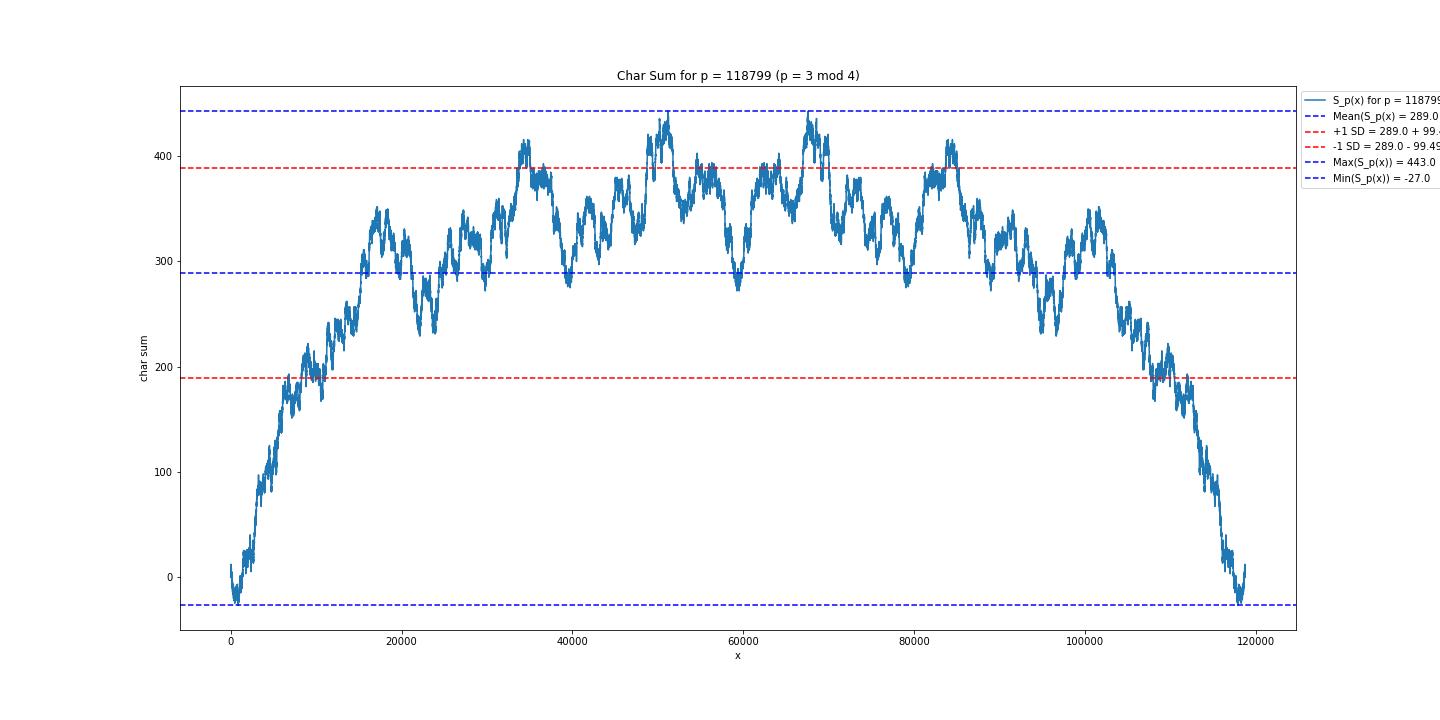 Char Sum for p = 118799 (p = 3 mod 4)
S_p(x) for p = 118799
Mean(S_p(x) = 289.0
+1 SD = 289.0 + 99.4
-1 SD = 289.0 - 99.49
Max(S_p(x)) = 443.0
Min(S_p(x)) = -27.0
400
300
200
100
0
char sum
0 20000 40000 60000 80000 100000 120000
x